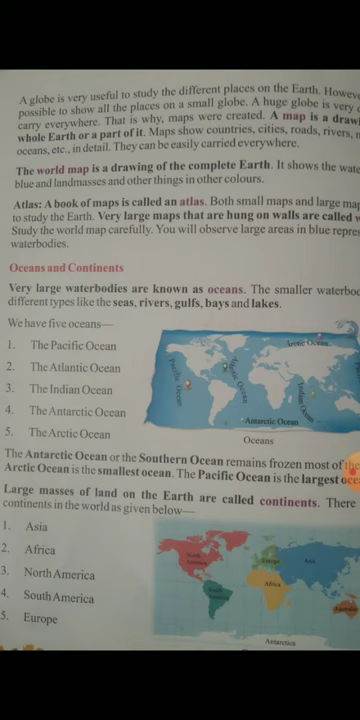 A globe is very useful to study the different places on the Earth.
possible to show all the places on a small globe. A huge globe is very
carry everywhere. That is why, maps were created. A map is a
whole Earth or a part of it. Maps show countries, cities, roads, rivers,
oceans, etc., in detail. They can be easily carried everywhere.
The world map is a drawing of the complete Earth. It shows the
blue and landmasses and other things in other colours.
Atlas: A book of maps is called an atlas. Both small maps and large
to study the Earth. Very large maps that are hung on walls are called
Study the world map carefully. You will observe large areas in blue
waterbodies.
Oceans and Continents
Very large waterbodies are known as oceans. The smaller
different types like the seas, rivers, gulfs, bays and lakes.
We have five oceans—
1. The Pacific Ocean
2. The Atlantic Ocean
3. The Indian Ocean
4. The Antarctic Ocean
5. The Arctic Ocean
Arctic Ocean
Pacific Ocean
Ocean
Indian Ocean
Antarctic Ocean
Oceans
The Antarctic Ocean or the Southern Ocean remains frozen most of the
Arctic Ocean is the smallest ocean. The Pacific Ocean is the largest
Large masses of land on the Earth are called continents. There
continents in the world as given below—
1. Asia
2. Africa
3. North America
4. South America
5. Europe
North America
Europe
Asia
Africa
South America
Antarctica